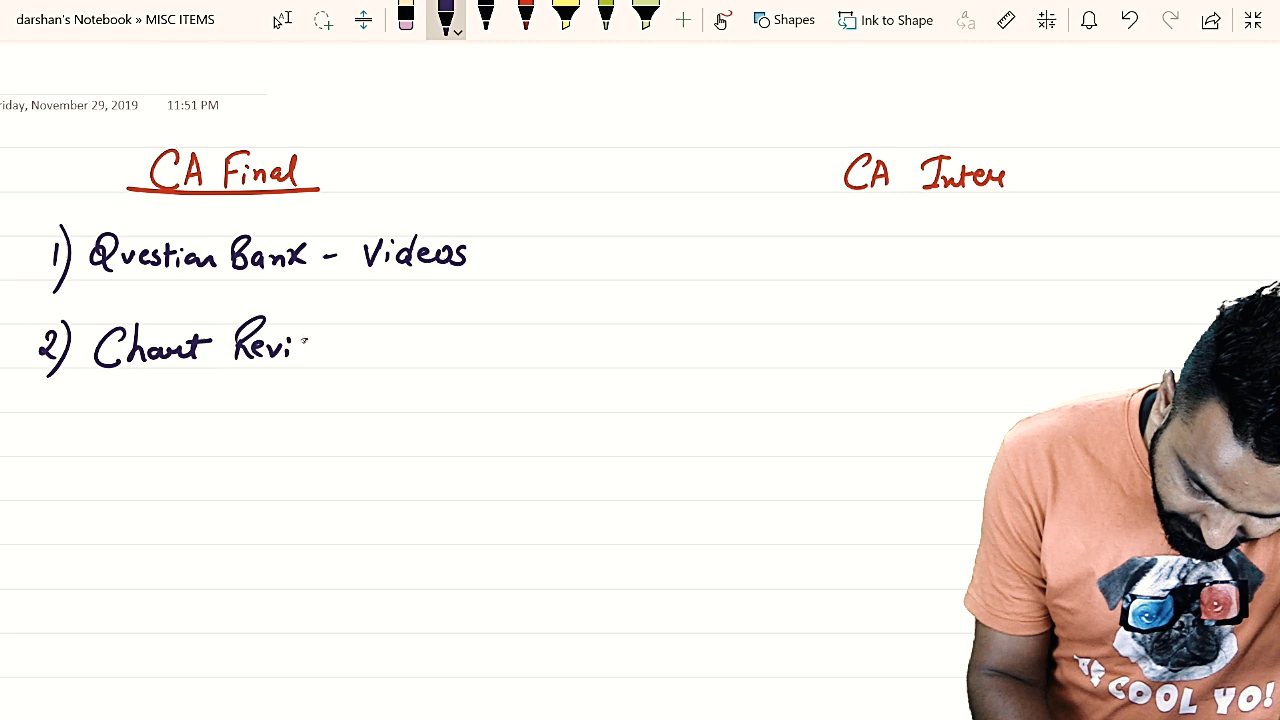 darshan's Notebook » MISC ITEMS
Shapes
Ink to Shape
riday, November 29, 2019 11:51 PM
CA Final
CA Inter
1) Question Bank - Videos
2) Chart Revi
COOL YO!